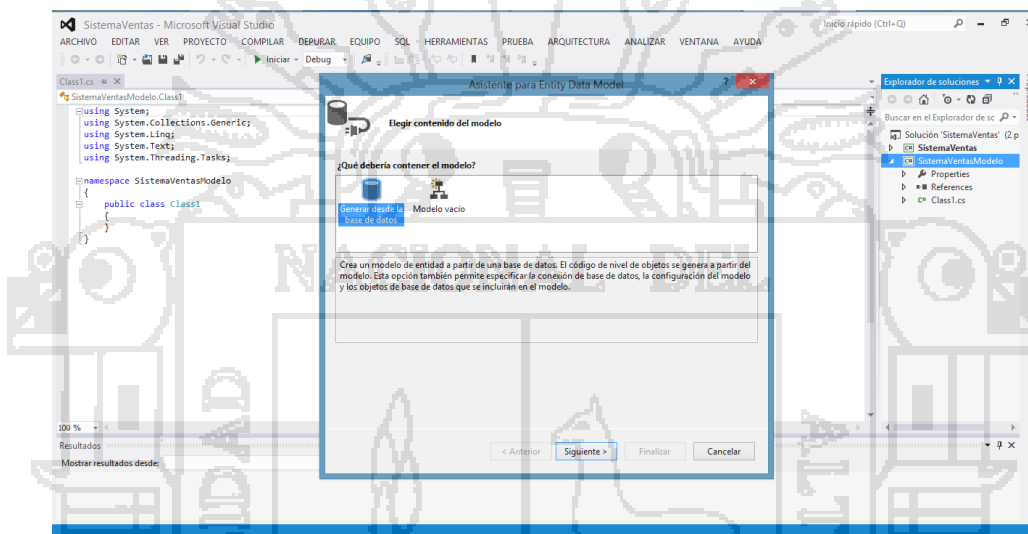 SistemaVentas - Microsoft Visual Studio
Inicio rápido (Ctrl+Q)
ARCHIVO EDITAR VER PROYECTO COMPILAR DEPURAR EQUIPO SQL HERRAMIENTAS PRUEBA ARQUITECTURA ANALIZAR VENTANA AYUDA
Iniciar Debug
Class1.cs
SistemaVentasModelo.Class1
using System;
using System.Collections.Generic;
using System.Linq;
using System.Text;
using System.Threading.Tasks;
namespace SistemaVentasModelo
{
public class Class1
{
}
}
100 %
Resultados
Mostrar resultados desde:
Asistente para Entity Data Model
Elegir contenido del modelo
¿Qué debería contener el modelo?
Generar desde la
base de datos
Modelo vacío
Crea un modelo de entidad a partir de una base de datos. El código de nivel de objetos se genera a partir del
modelo. Esta opción también permite especificar la conexión de base de datos, la configuración del modelo
y los objetos de base de datos que se incluirán en el modelo.
< Anterior Siguiente > Finalizar Cancelar
Explorador de soluciones
Buscar en el Explorador de sc
Solución 'SistemaVentas' (2 p
SistemaVentas
SistemaVentasModelo
Properties
References
Class1.cs
NACIONAL DEL